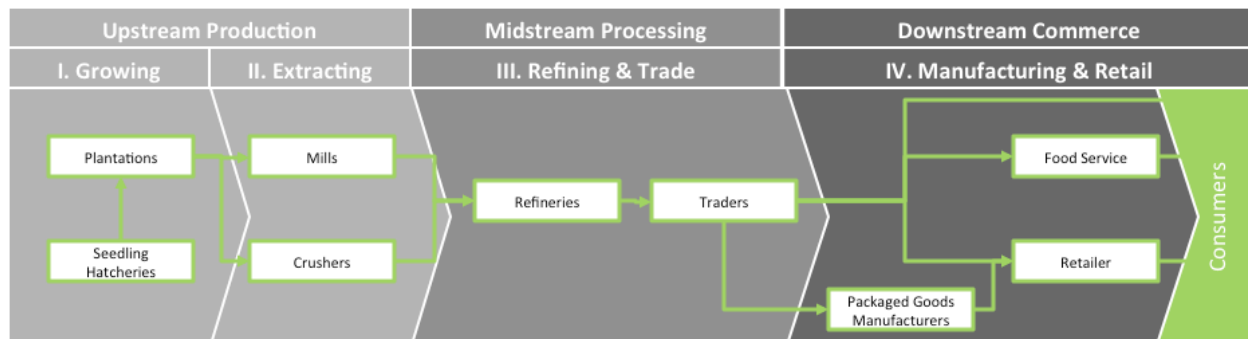 Upstream Production
Midstream Processing
Downstream Commerce
I. Growing
II. Extracting
III. Refining & Trade
IV. Manufacturing & Retail
Plantations
Mills
Food Service
Refineries
Traders
Seedling
Hatcheries
Crushers
Retailer
Packaged Goods
Manufacturers
Consumers